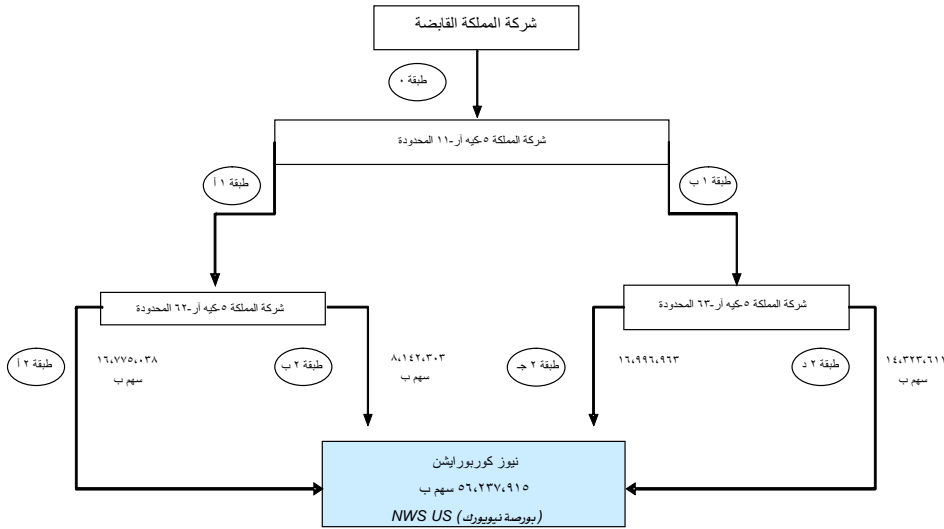 شركة المملكة القابضة
طبقة ٠
شركة المملكة ٥-كيه آر-١١ المحدودة
طبقة ١ أ
طبقة ١ ب
شركة المملكة ٥-كيه آر-٦٢ المحدودة
شركة المملكة ٥-كيه آر-٦٣ المحدودة
طبقة ٢ أ
١٦،٧٧٥،٠٣٨
سهم ب
طبقة ٢ ب
٨،١٤٢،٣٠٣
سهم ب
طبقة ٢ جـ
١٦،٩٩٦،٩٦٣
طبقة ٢ د
١٤،٣٢٣،٦١١
سهم ب
نيوز كوربورايشن
٥٦،٢٣٧،٩١٥ سهم ب
NWS US (بورصة نيويورك)